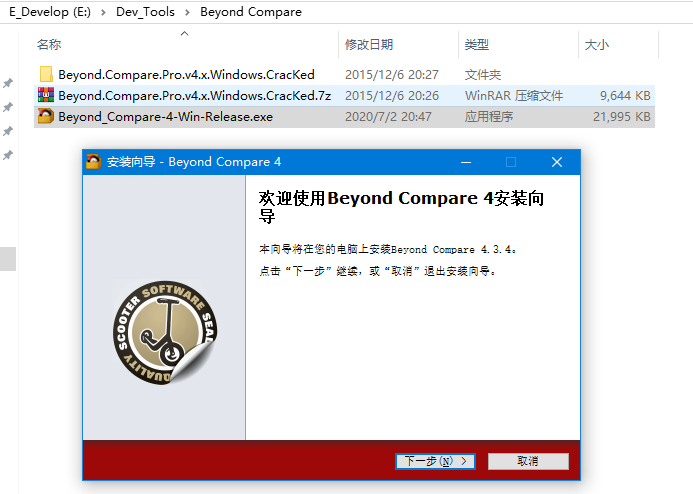 E_Develop (E:) > Dev_Tools > Beyond Compare
名称 修改日期 类型 大小
Beyond.Compare.Pro.v4.x.Windows.CracKed 2015/12/6 20:27 文件夹
Beyond.Compare.Pro.v4.x.Windows.CracKed.7z 2015/12/6 20:26 WinRAR 压缩文件 9,644 KB
Beyond_Compare-4-Win-Release.exe 2020/7/2 20:47 应用程序 21,995 KB
安装向导 - Beyond Compare 4
欢迎使用Beyond Compare 4安装向
导
本向导将在您的电脑上安装Beyond Compare 4.3.4。
点击“下一步”继续，或“取消”退出安装向导。
SCOOTER SOFTWARE SEAL
QUALITY
下一步(N) >
取消